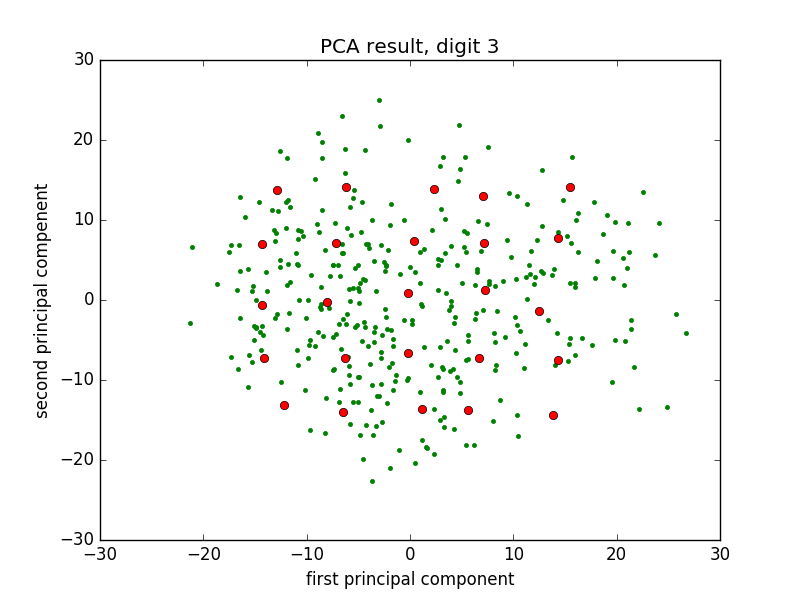 PCA result, digit 3
30
20
10
0
−10
−20
−30
−30 −20 −10 0 10 20 30
second principal compenent
first principal component